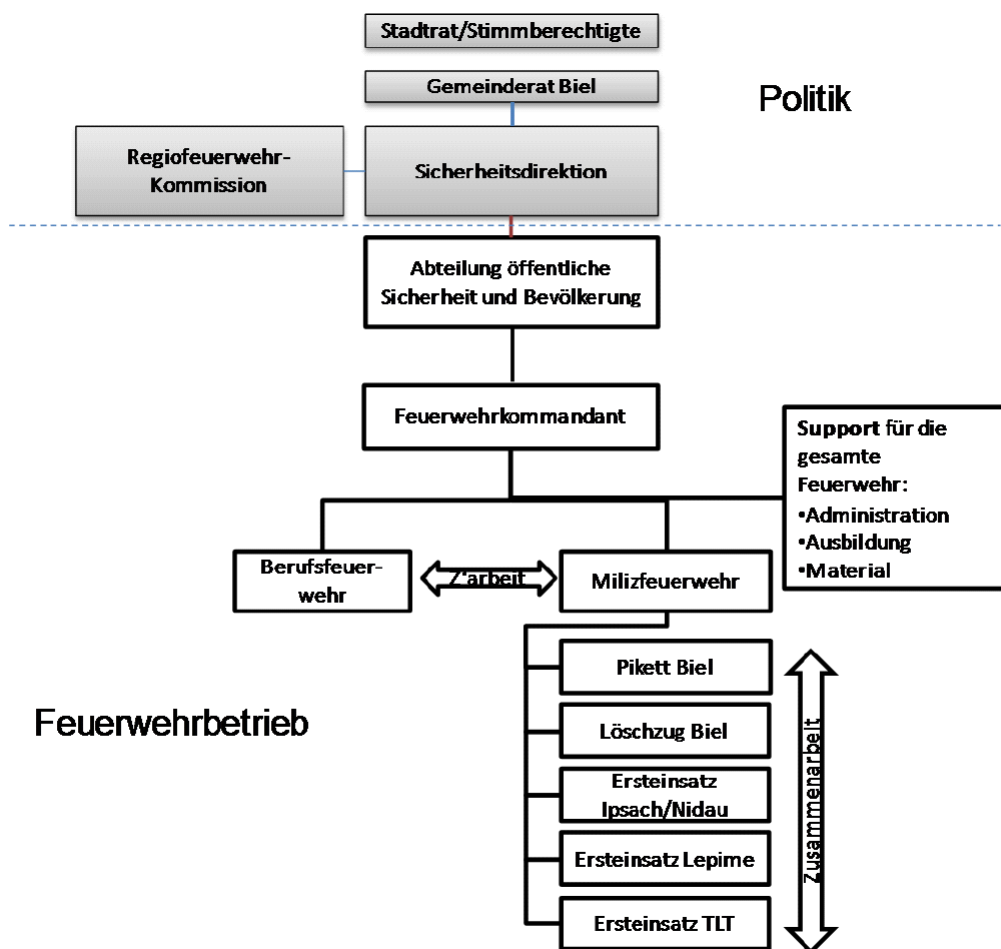 Stadtrat/Stimmberechtigte
Gemeinderat Biel
Politik
Regiofeuerwehr-
Kommission
Sicherheitsdirektion
Abteilung öffentliche
Sicherheit und Bevölkerung
Feuerwehrkommandant
Support für die
gesamte
Feuerwehr:
•Administration
•Ausbildung
•Material
Berufsfeuer-
wehr
Z'arbeit
Milizfeuerwehr
Feuerwehrbetrieb
Pikett Biel
Löschzug Biel
Ersteinsatz
Ipsach/Nidau
Ersteinsatz Lepime
Ersteinsatz TLT
Zusammenarbeit